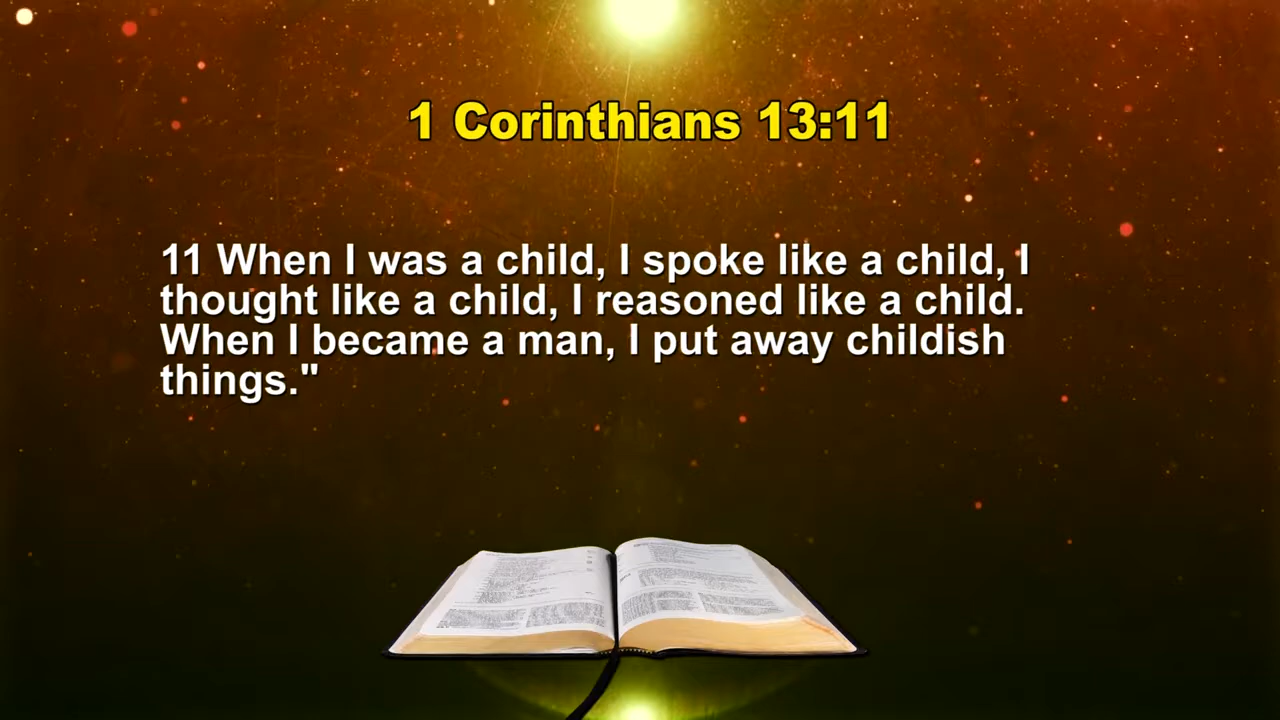 1 Corinthians 13:11
11 When I was a child, I spoke like a child, I
thought like a child, I reasoned like a child.
When I became a man, I put away childish
things."